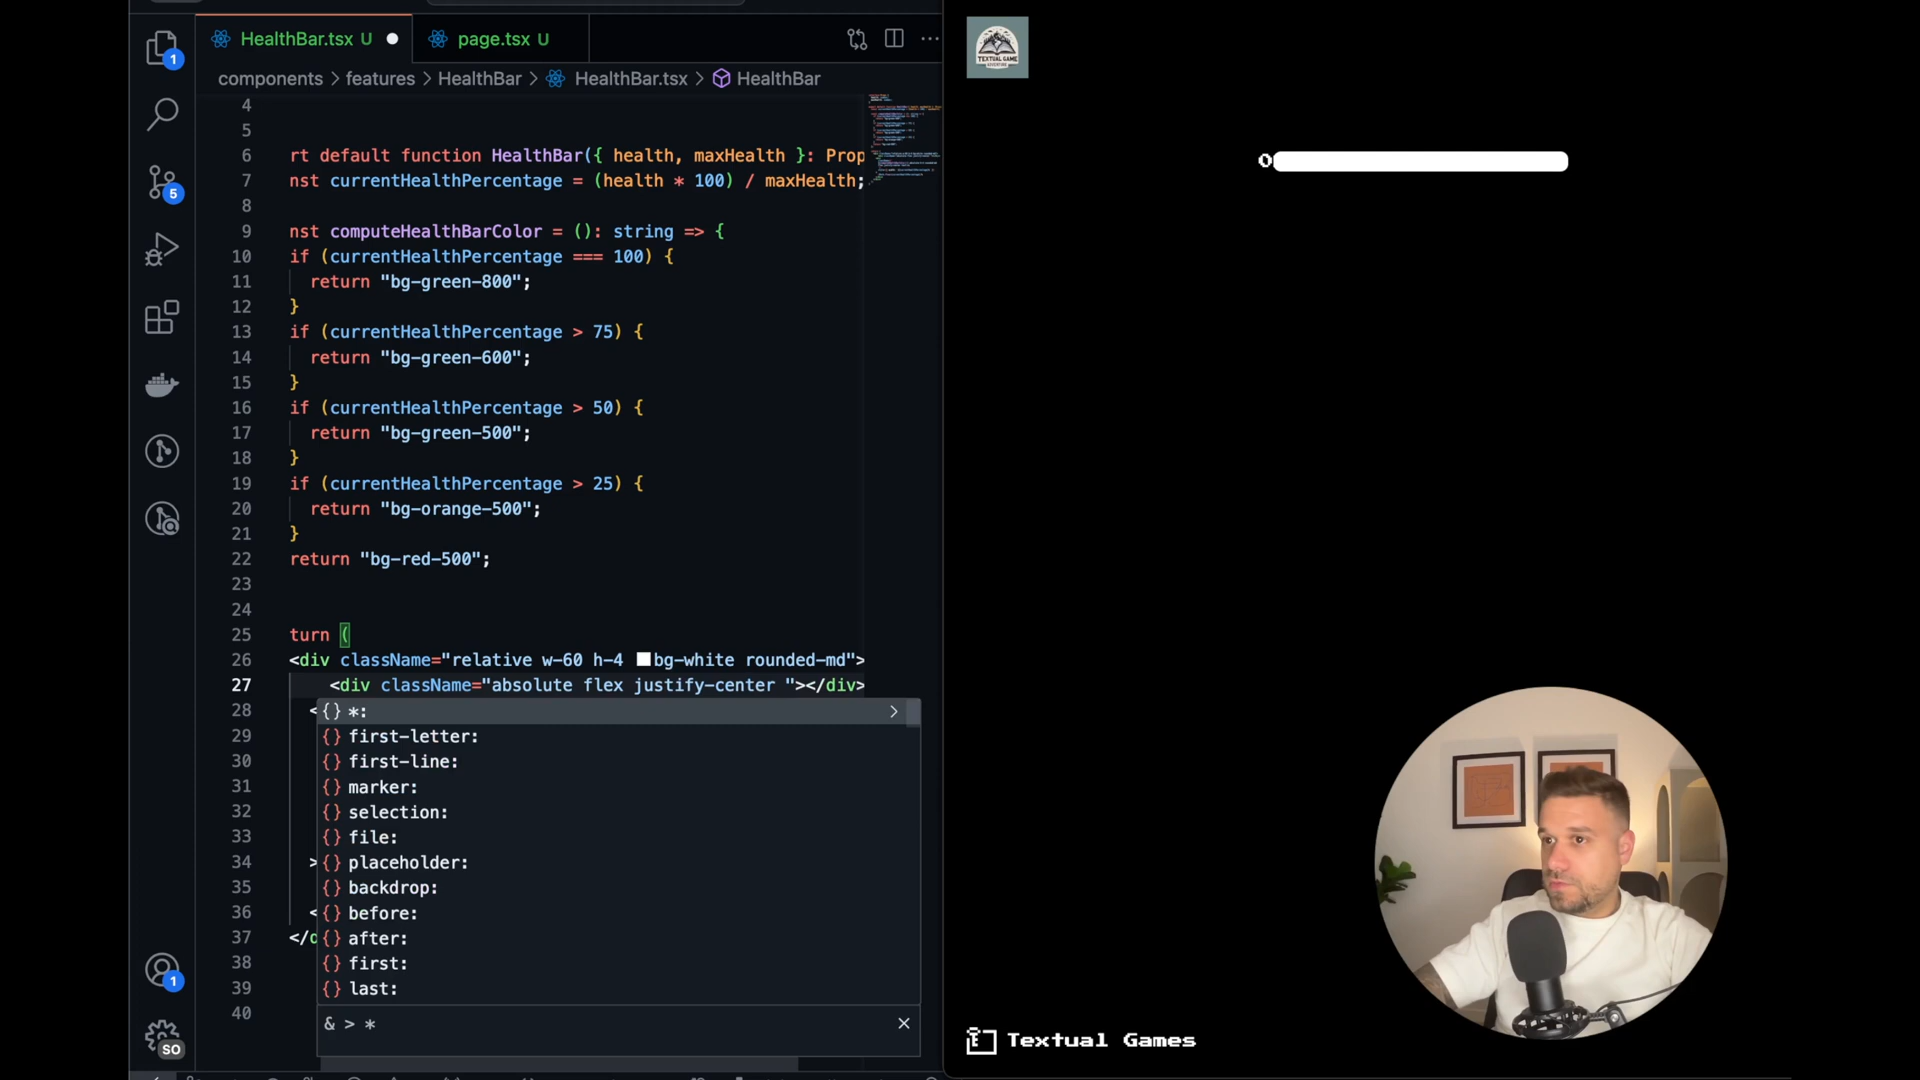 HealthBar.tsx U
page.tsx U
components > features > HealthBar > HealthBar.tsx > HealthBar
4
5
6 rt default function HealthBar({ health, maxHealth }: Prop
7 nst currentHealthPercentage = (health * 100) / maxHealth;
8
9 nst computeHealthBarColor = (): string => {
10 if (currentHealthPercentage === 100) {
11 return "bg-green-800";
12 }
13 if (currentHealthPercentage > 75) {
14 return "bg-green-600";
15 }
16 if (currentHealthPercentage > 50) {
17 return "bg-green-500";
18 }
19 if (currentHealthPercentage > 25) {
20 return "bg-orange-500";
21 }
22 return "bg-red-500";
23
24
25 turn (
26 <div className="relative w-60 h-4 bg-white rounded-md">
27 <div className="absolute flex justify-center "></div>
28 < {} *:
29 {} first-letter:
30 {} first-line:
31 {} marker:
32 {} selection:
33 {} file:
34 > {} placeholder:
35 {} backdrop:
36 < {} before:
37 </d {} after:
38 {} first:
39 {} last:
40
& > *
1
5
1
SO
TEXTUAL GAME
ADVENTURE
0
Textual Games